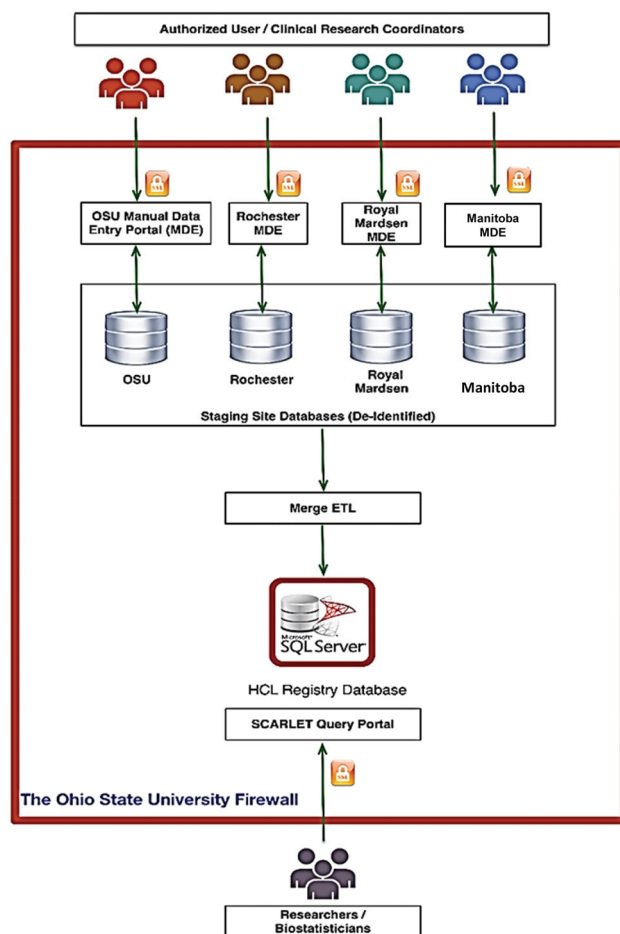 Authorized User / Clinical Research Coordinators
SSL
SSL
SSL
SSL
OSU Manual Data
Entry Portal (MDE)
Rochester
MDE
Royal
Mardsen
MDE
Manitoba
MDE
OSU
Rochester
Royal
Mardsen
Manitoba
Staging Site Databases (De-Identified)
Merge ETL
Microsoft
SQL Server
HCL Registry Database
SCARLET Query Portal
SSL
The Ohio State University Firewall
Researchers /
Biostatisticians